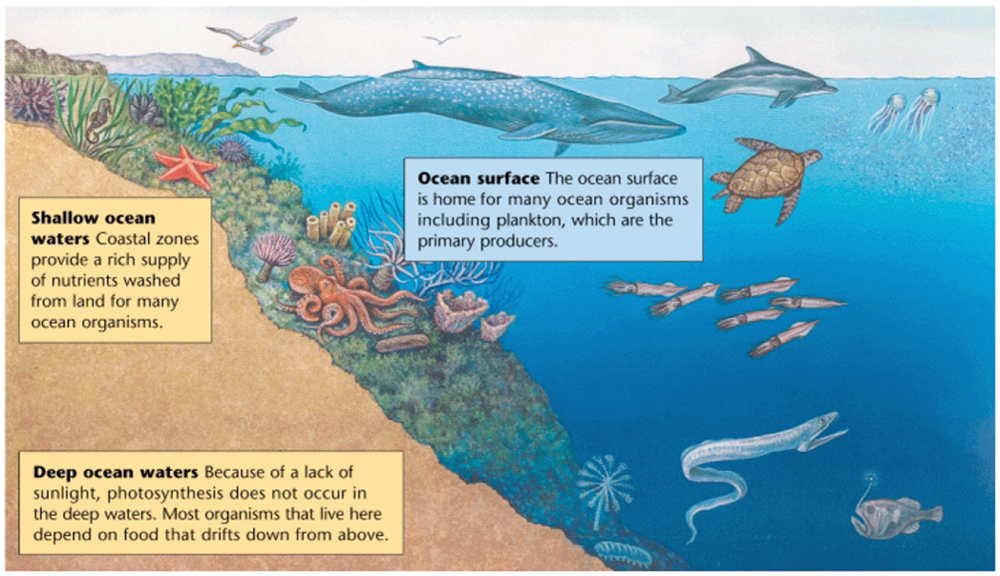 Ocean surface The ocean surface
is home for many ocean organisms
including plankton, which are the
primary producers.
Shallow ocean
waters Coastal zones
provide a rich supply
of nutrients washed
from land for many
ocean organisms.
Deep ocean waters Because of a lack of
sunlight, photosynthesis does not occur in
the deep waters. Most organisms that live here
depend on food that drifts down from above.